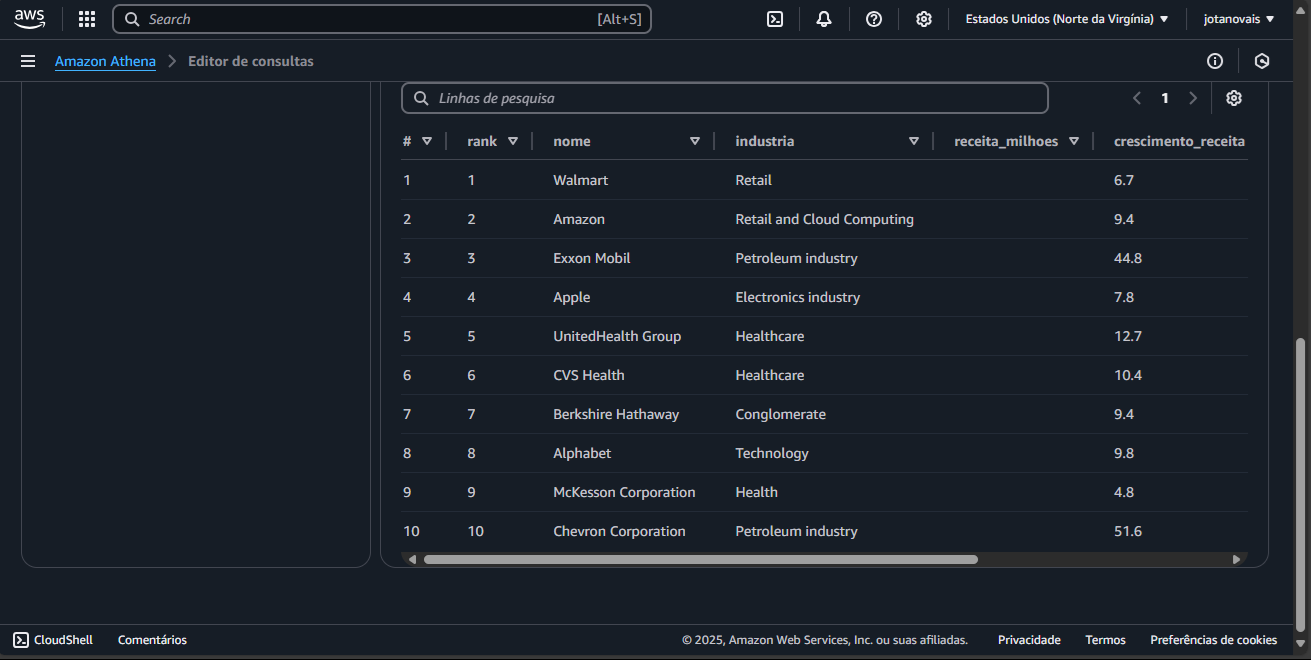 aws Search [Alt+S] Estados Unidos (Norte da Virgínia) jotanovais
Amazon Athena Editor de consultas
Linhas de pesquisa 1
# rank nome industria receita_milhoes crescimento_receita
1 1 Walmart Retail 6.7
2 2 Amazon Retail and Cloud Computing 9.4
3 3 Exxon Mobil Petroleum industry 44.8
4 4 Apple Electronics industry 7.8
5 5 UnitedHealth Group Healthcare 12.7
6 6 CVS Health Healthcare 10.4
7 7 Berkshire Hathaway Conglomerate 9.4
8 8 Alphabet Technology 9.8
9 9 McKesson Corporation Health 4.8
10 10 Chevron Corporation Petroleum industry 51.6
CloudShell Comentários © 2025, Amazon Web Services, Inc. ou suas afiliadas. Privacidade Termos Preferências de cookies